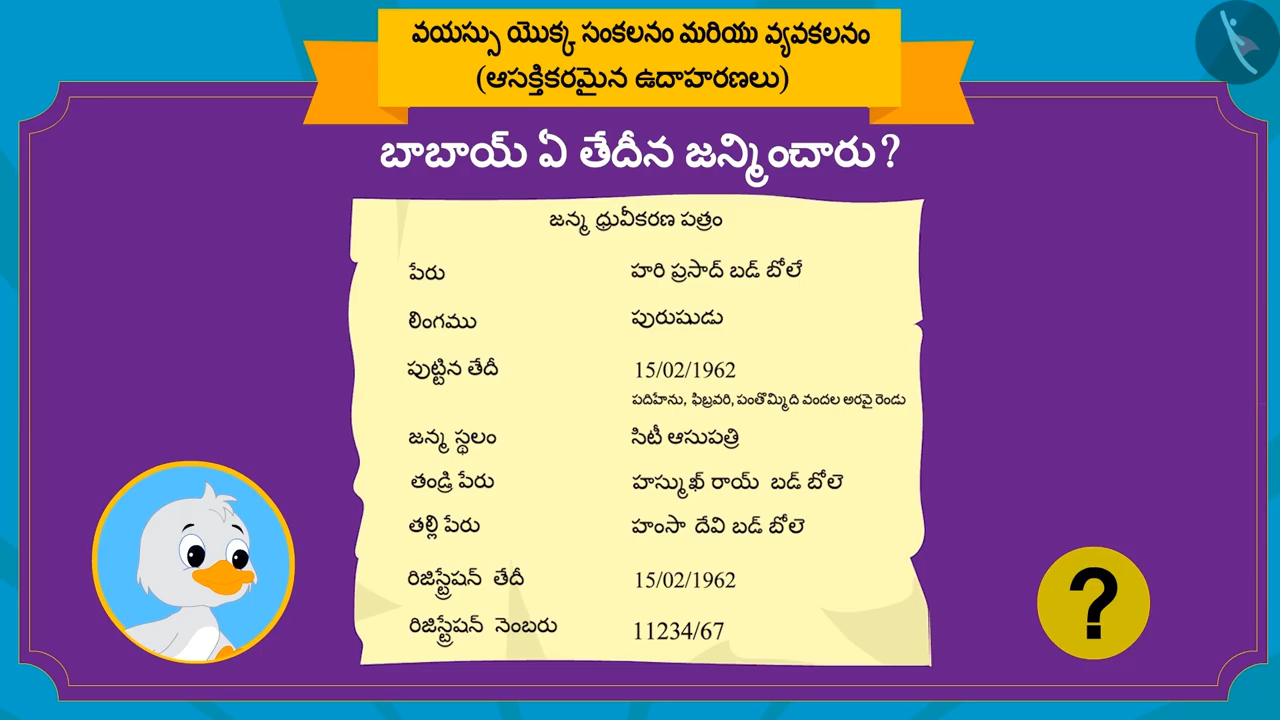 వయస్సు యొక్క సంకలనం మరియు వ్యవకలనం
(ఆసక్తికరమైన ఉదాహరణలు)
బాబాయ్ ఏ తేదీన జన్మించారు?
జన్మ ధ్రువీకరణ పత్రం
పేరు హరి ప్రసాద్ బడ్ బోలే
లింగము పురుషుడు
పుట్టిన తేదీ 15/02/1962
పదిహేను, ఫిబ్రవరి, పంతొమ్మిది వందల అరవై రెండు
జన్మ స్థలం సిటీ ఆసుపత్రి
తండ్రి పేరు హస్ముఖ్ రాయ్ బడ్ బోలె
తల్లి పేరు హంసా దేవి బడ్ బోలె
రిజిస్ట్రేషన్ తేదీ 15/02/1962
రిజిస్ట్రేషన్ నెంబరు 11234/67
?